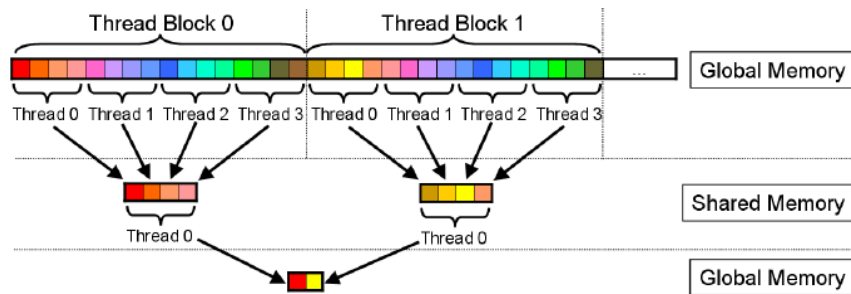 Thread Block 0 Thread Block 1
... Global Memory
Thread 0 Thread 1 Thread 2 Thread 3 Thread 0 Thread 1 Thread 2 Thread 3
Shared Memory
Thread 0 Thread 0
Global Memory